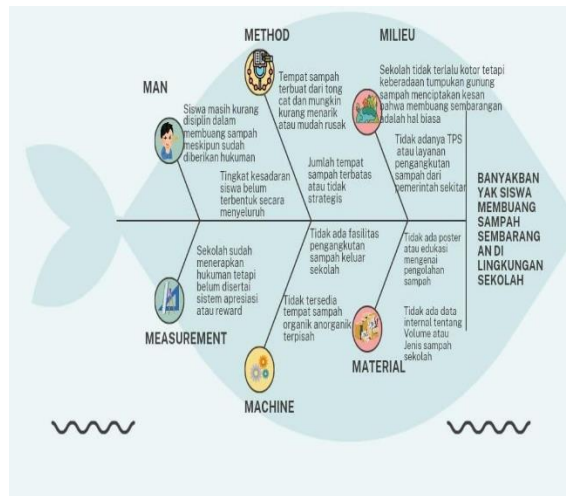 METHOD
Tempat sampah
terbuat dari tong
cat dan mungkin
kurang menarik
atau mudah rusak
Jumlah tempat
sampah terbatas
atau tidak
strategis
MILIEU
Sekolah tidak terlalu kotor tetapi
keberadaan tumpukan gunung
sampah menciptakan kesan
bahwa membuang sembarangan
adalah hal biasa
Tidak adanya TPS
atau layanan
pengangkutan
sampah dari
pemerintah sekitar
MAN
Siswa masih kurang
disiplin dalam
membuang sampah
meskipun sudah
diberikan hukuman
Tingkat kesadaran
siswa belum
terbentuk secara
menyeluruh
BANYAKBAN
YAK SISWA
MEMBUANG
SAMPAH
SEMBARANG
AN DI
LINGKUNGAN
SEKOLAH
Sekolah sudah
menerapkan
hukuman tetapi
belum disertai
sistem apresiasi
atau reward
MEASUREMENT
Tidak ada fasilitas
pengangkutan
sampah keluar
sekolah
Tidak tersedia
tempat sampah
organik anorganik
terpisah
MACHINE
Tidak ada poster
atau edukasi
mengenai
pengolahan
sampah
Tidak ada data
internal tentang
Volume atau
Jenis sampah
sekolah
MATERIAL